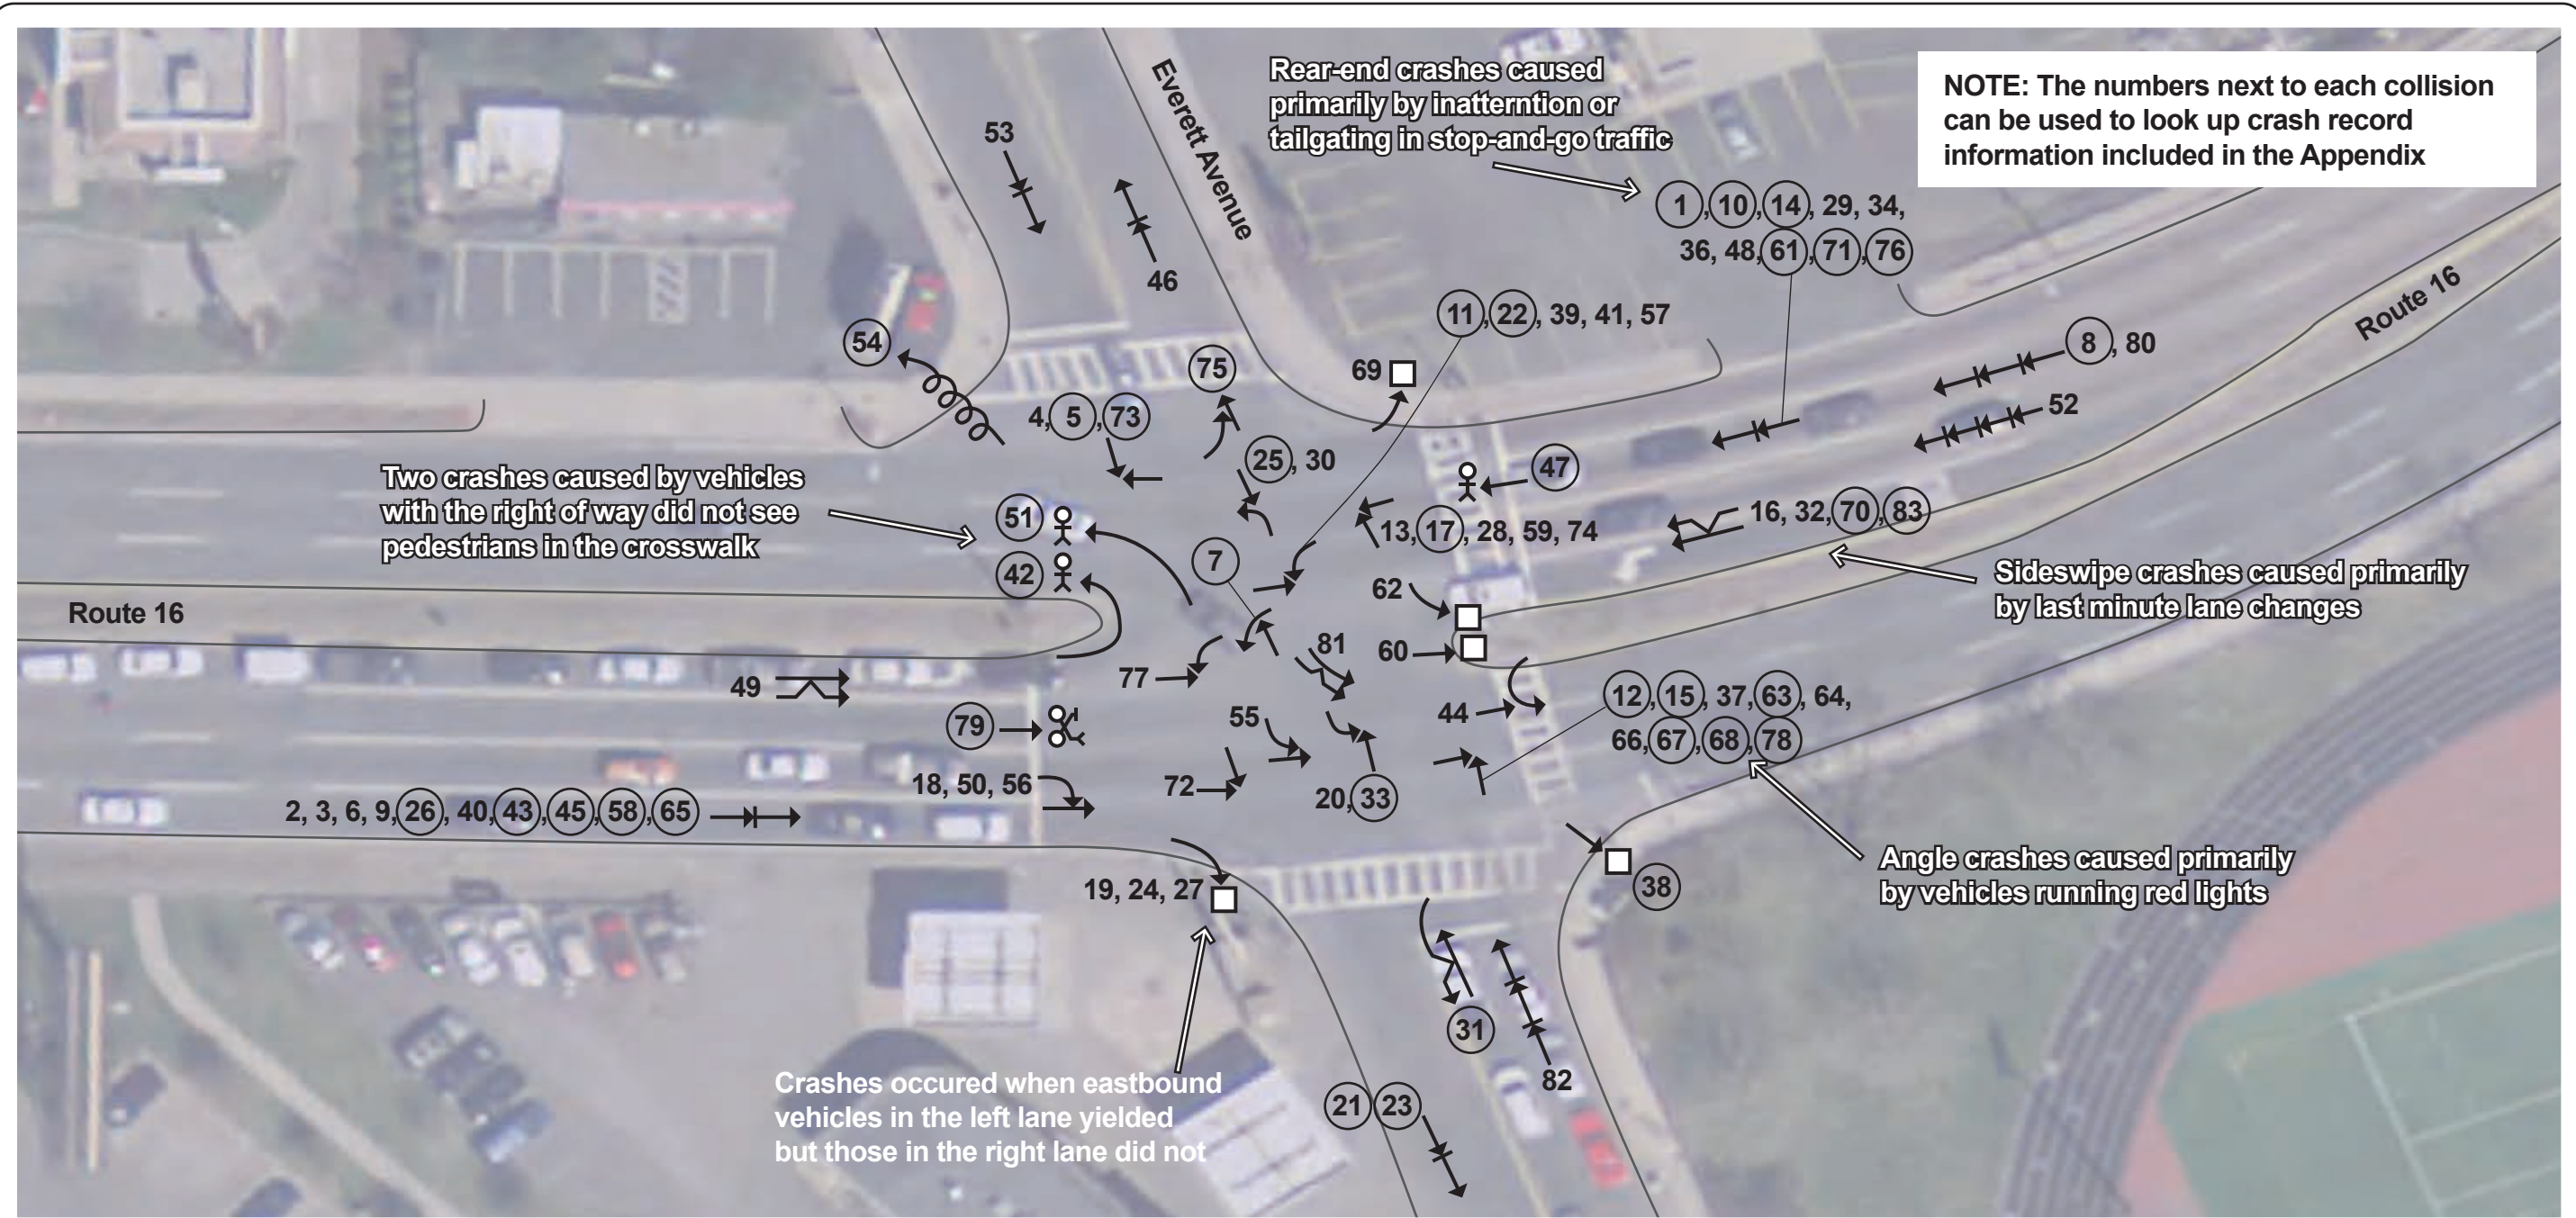 Everett Avenue
Rear-end crashes caused
primarily by inatterntion or
tailgating in stop-and-go traffic
NOTE: The numbers next to each collision
can be used to look up crash record
information included in the Appendix
53
46
1, 10, 14, 29, 34,
36, 48, 61, 71, 76
11, 22, 39, 41, 57
Route 16
8, 80
52
54
75
69
4, 5, 73
25, 30
47
Two crashes caused by vehicles
with the right of way did not see
pedestrians in the crosswalk
51
42
7
13, 17, 28, 59, 74
16, 32, 70, 83
Sideswipe crashes caused primarily
by last minute lane changes
Route 16
62
60
81
77
49
79
55
44
12, 15, 37, 63, 64,
66, 67, 68, 78
18, 50, 56
72
20, 33
2, 3, 6, 9, 26, 40, 43, 45, 58, 65
Angle crashes caused primarily
by vehicles running red lights
19, 24, 27
38
31
82
Crashes occured when eastbound
vehicles in the left lane yielded
but those in the right lane did not
21 23